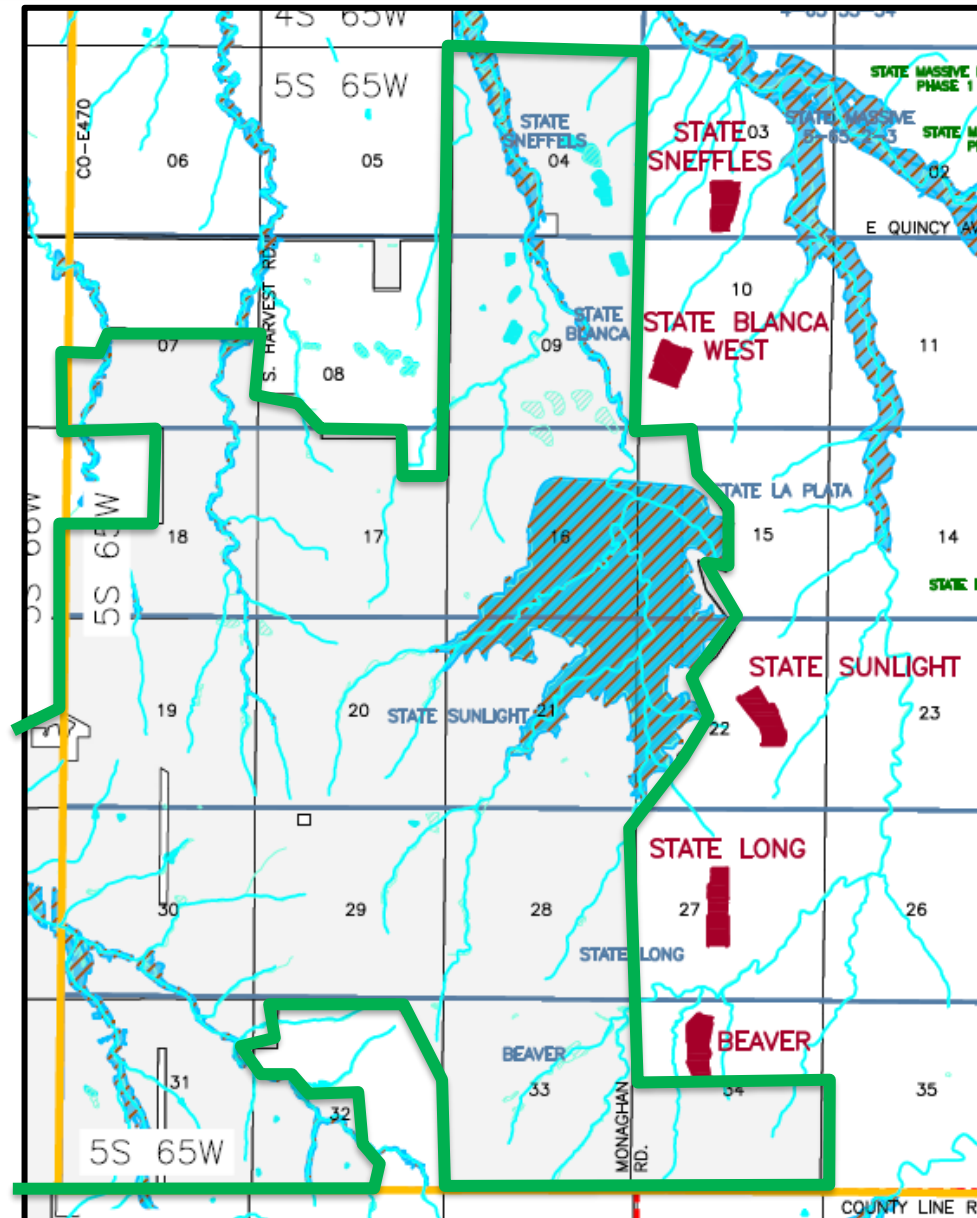 4S 65W
5S 65W
CO-E470
06
05
STATE
SNEFFELS
04
STATE
SNEFFLES
03
STATE MASSIVE
PHASE 1
STATE MASSIVE
02
E QUINCY AV
S. HARVEST RD.
07
08
STATE
BLANCA
09
10
STATE BLANCA
WEST
11
5S 65W
18
17
16
STATE LA PLATA
15
14
19
20
STATE SUNLIGHT
21
22
STATE SUNLIGHT
23
30
29
28
STATE LONG
STATE LONG
27
26
31
32
BEAVER
33
BEAVER
34
35
MONAGHAN
RD.
5S 65W
COUNTY LINE R